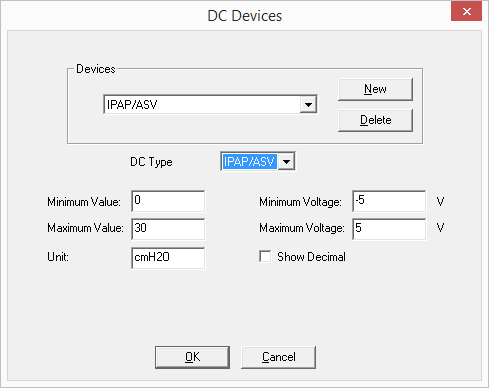 DC Devices
Devices
IPAP/ASV
New
Delete
DC Type IPAP/ASV
Minimum Value: 0 Minimum Voltage: -5 V
Maximum Value: 30 Maximum Voltage: 5 V
Unit: cmH2O Show Decimal
OK Cancel